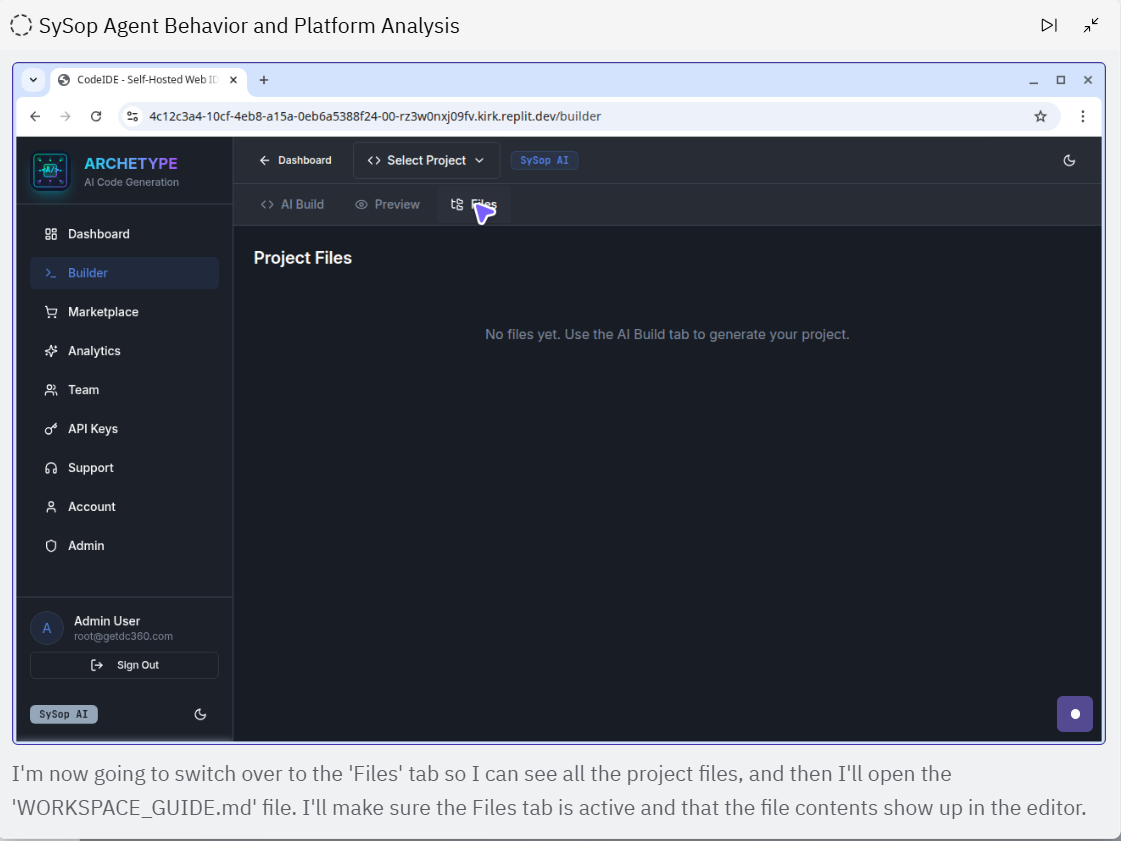 SySop Agent Behavior and Platform Analysis
CodeIDE - Self-Hosted Web ID
4c12c3a4-10cf-4eb8-a15a-0eb6a5388f24-00-rz3w0nxj09fv.kirk.replit.dev/builder
ARCHETYPE
AI Code Generation
Dashboard
Select Project
SySop AI
AI Build
Preview
Files
Dashboard
Builder
Marketplace
Analytics
Team
API Keys
Support
Account
Admin
Project Files
No files yet. Use the AI Build tab to generate your project.
A
Admin User
root@getdc360.com
Sign Out
SySop AI
I'm now going to switch over to the 'Files' tab so I can see all the project files, and then I'll open the
'WORKSPACE_GUIDE.md' file. I'll make sure the Files tab is active and that the file contents show up in the editor.